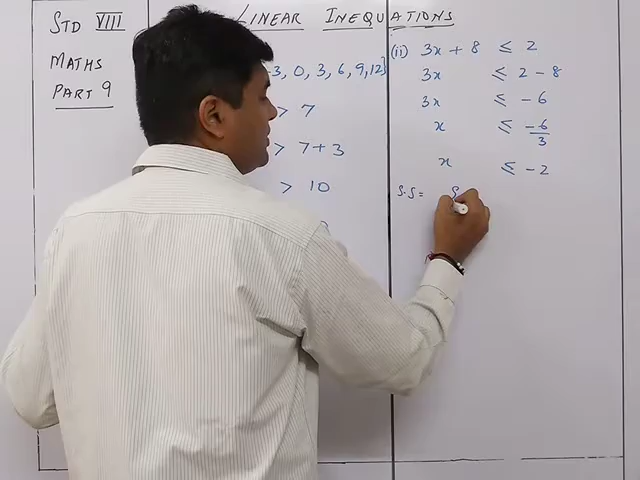 STD VIII
MATHS
PART 9
LINEAR INEQUATIONS
-3, 0, 3, 6, 9, 12}
> 7
> 7+3
> 10
(ii) 3x + 8 ≤ 2
3x ≤ 2 - 8
3x ≤ -6
x ≤ -6/3
x ≤ -2
S.S =